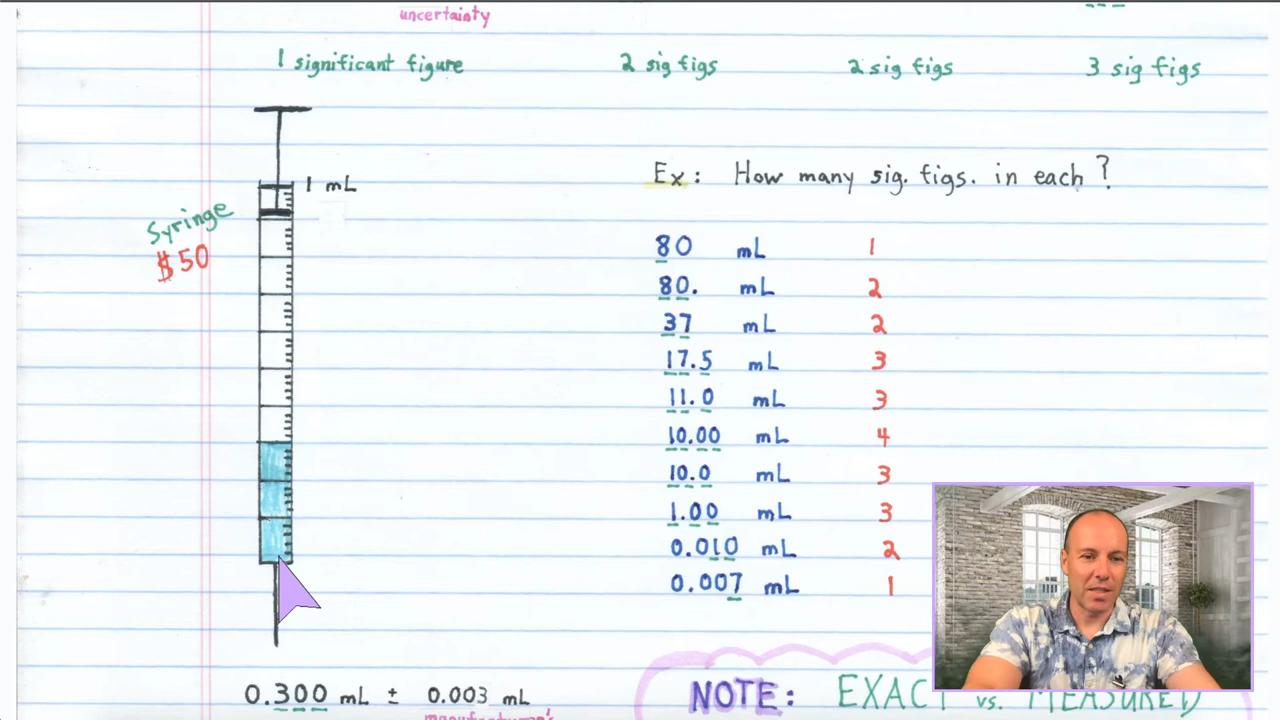 uncertainty
1 significant figure
2 sig figs
2 sig figs
3 sig figs
1 mL
Syringe
$50
Ex: How many sig. figs. in each?
80 mL 1
80. mL 2
37 mL 2
17.5 mL 3
11.0 mL 3
10.00 mL 4
10.0 mL 3
1.00 mL 3
0.010 mL 2
0.007 mL 1
0.300 mL ± 0.003 mL
manufacturer's
NOTE: EXACT vs. MEASURED